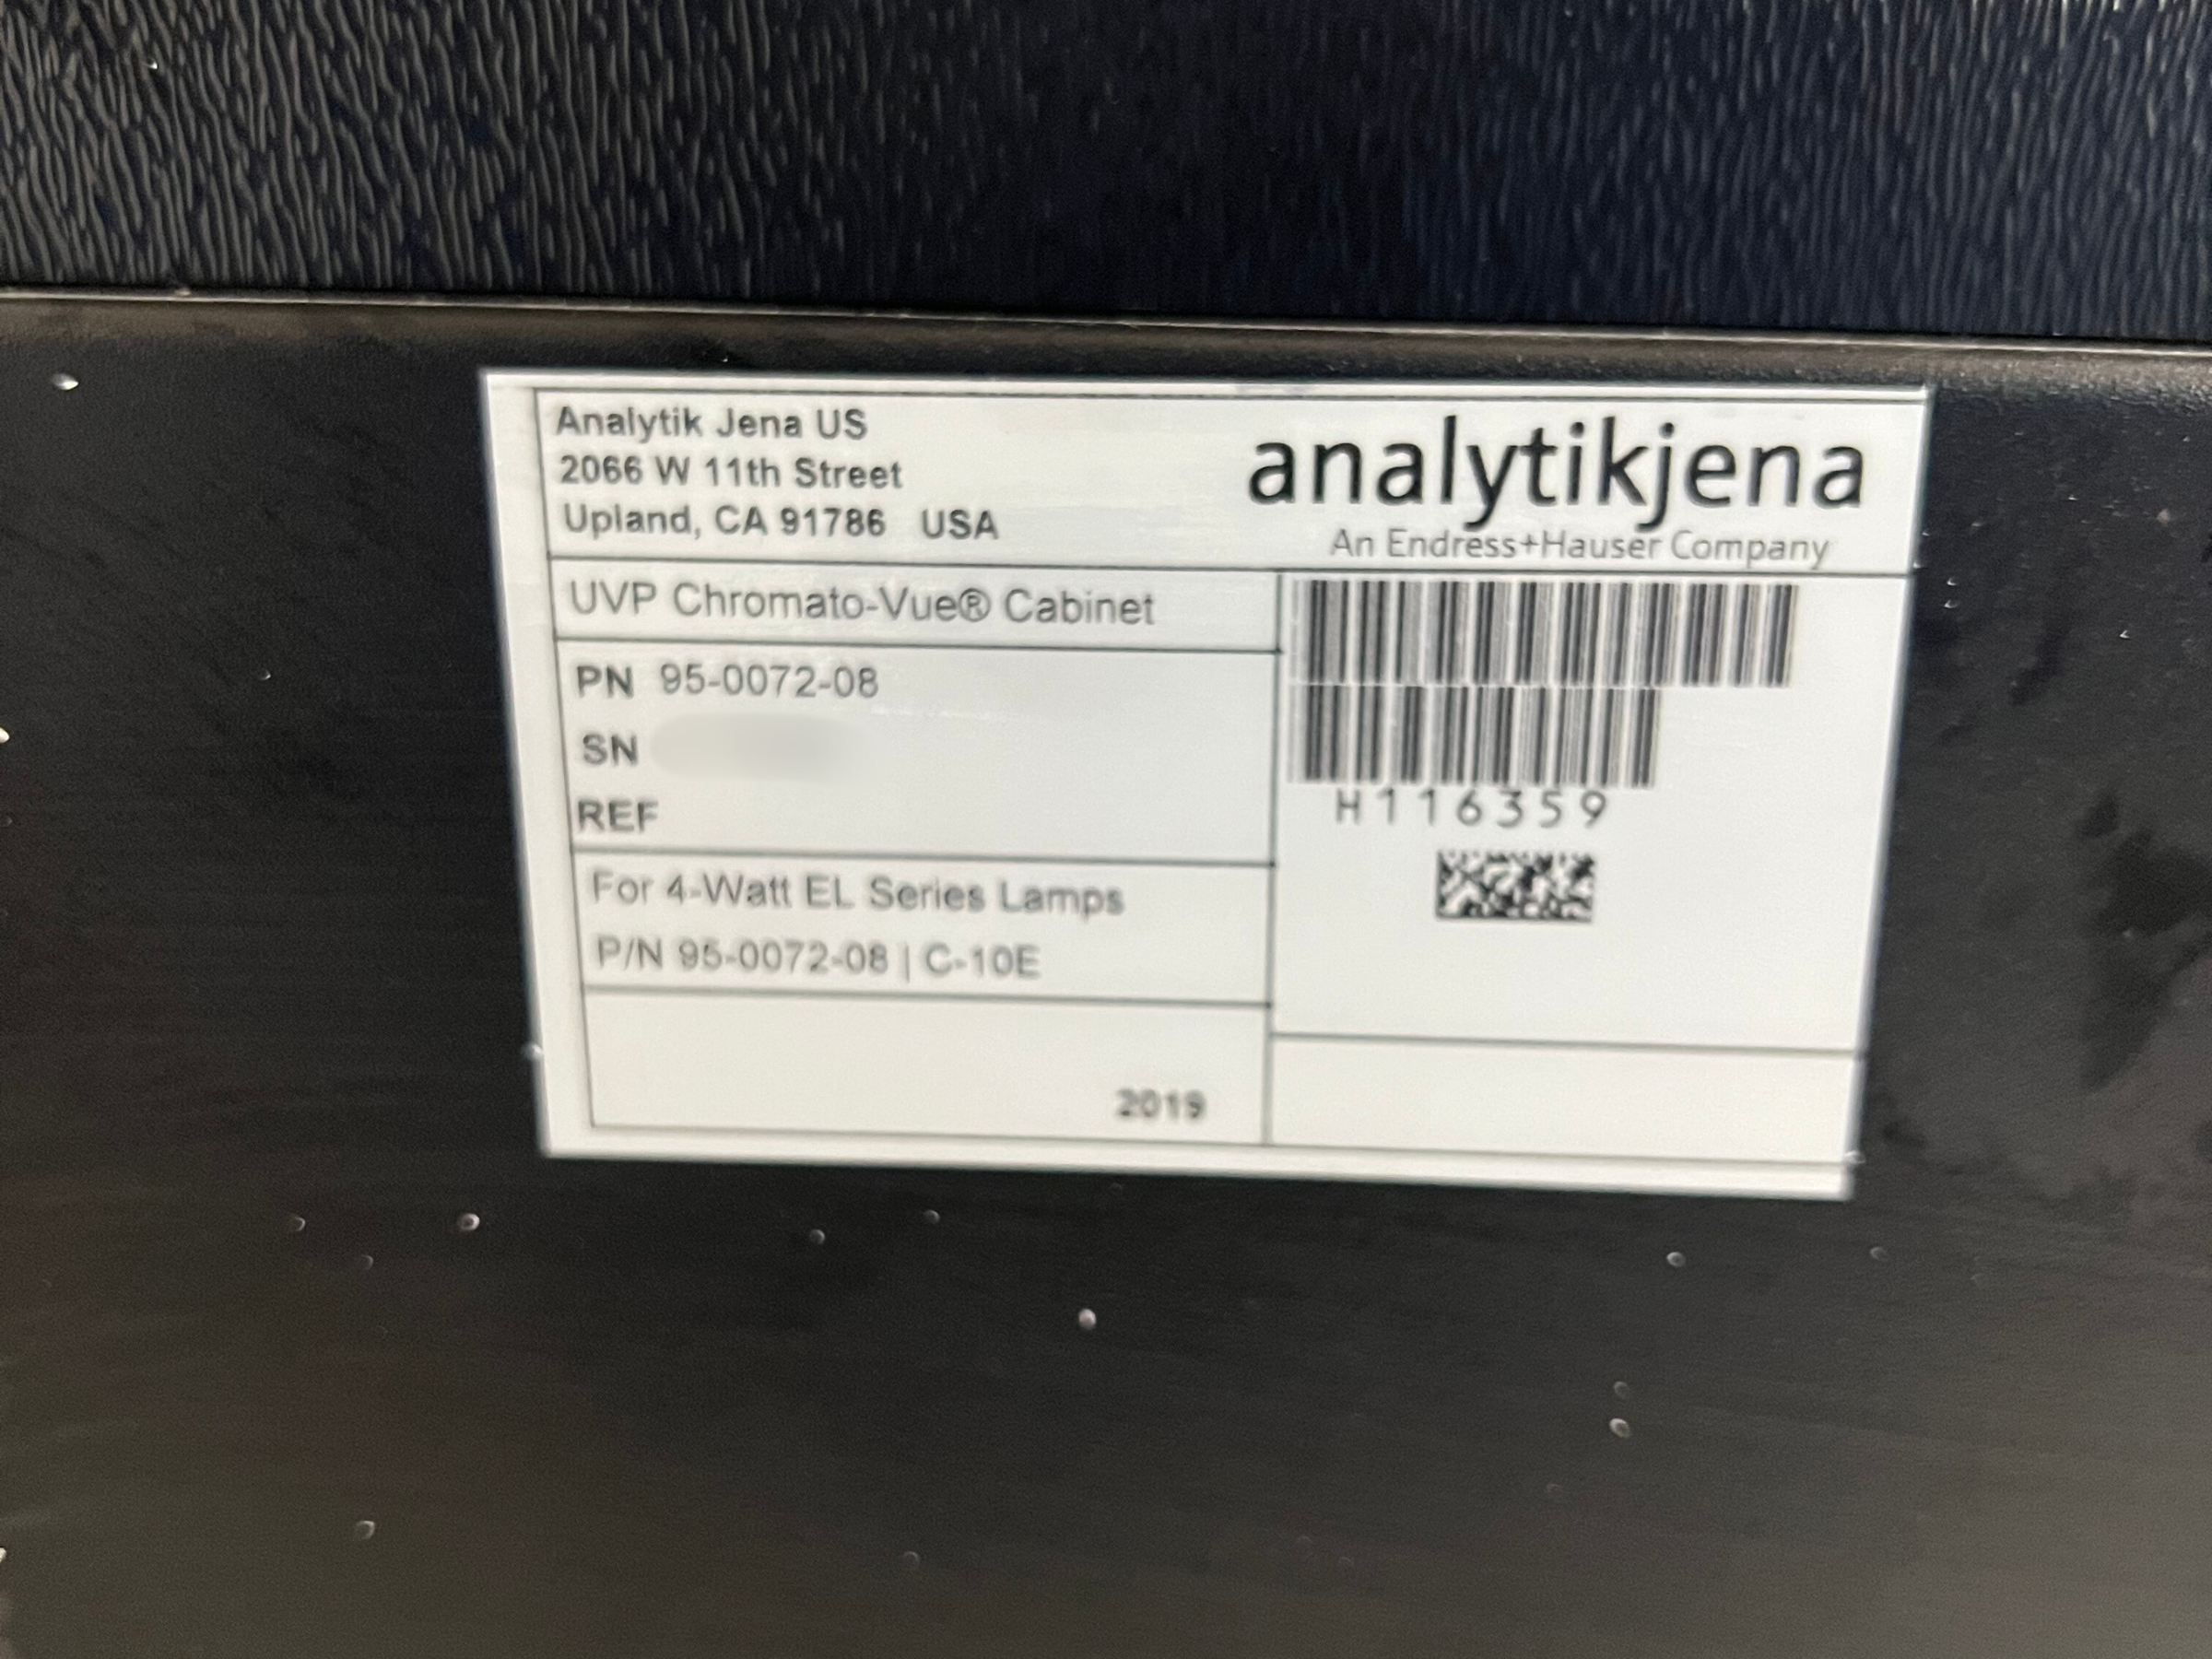 Analytik Jena US
2066 W 11th Street
Upland, CA 91786 USA
analytikjena
An Endress+Hauser Company
UVP Chromato-Vue® Cabinet
PN 95-0072-08
SN
REF
H116359
For 4-Watt EL Series Lamps
P/N 95-0072-08 | C-10E
2019